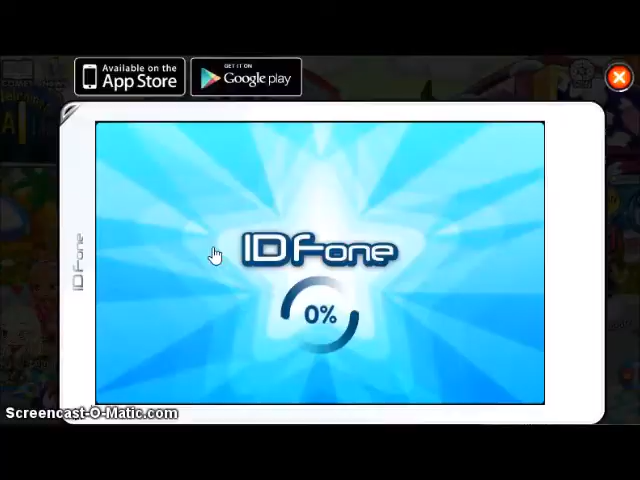 Available on the
App Store
GET IT ON
Google play
IDFone
IDFone
0%
Screencast-O-Matic.com